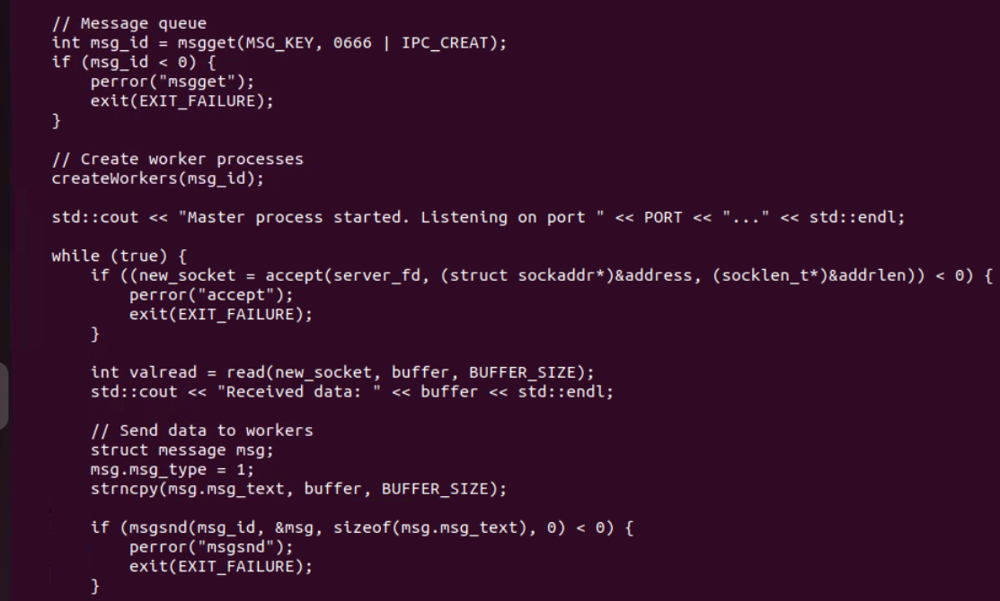 // Message queue
int msg_id = msgget(MSG_KEY, 0666 | IPC_CREAT);
if (msg_id < 0) {
    perror("msgget");
    exit(EXIT_FAILURE);
}

// Create worker processes
createWorkers(msg_id);

std::cout << "Master process started. Listening on port " << PORT << "..." << std::endl;

while (true) {
    if ((new_socket = accept(server_fd, (struct sockaddr*)&address, (socklen_t*)&addrlen)) < 0) {
        perror("accept");
        exit(EXIT_FAILURE);
    }

    int valread = read(new_socket, buffer, BUFFER_SIZE);
    std::cout << "Received data: " << buffer << std::endl;

    // Send data to workers
    struct message msg;
    msg.msg_type = 1;
    strncpy(msg.msg_text, buffer, BUFFER_SIZE);

    if (msgsnd(msg_id, &msg, sizeof(msg.msg_text), 0) < 0) {
        perror("msgsnd");
        exit(EXIT_FAILURE);
    }